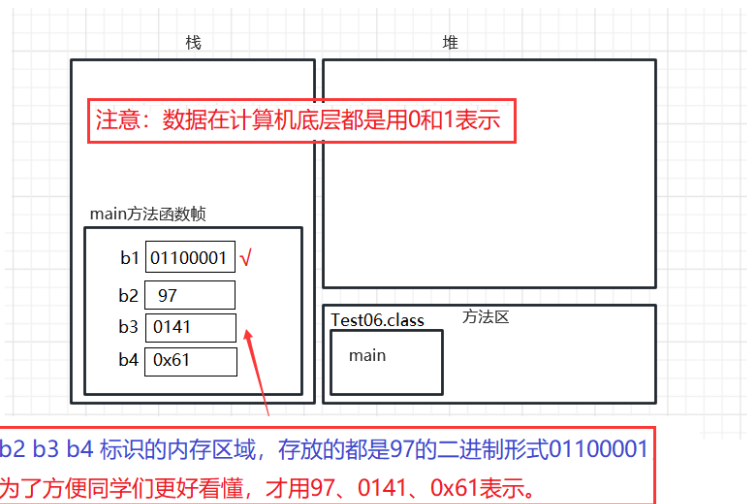 栈
堆
注意：数据在计算机底层都是用0和1表示
main方法函数帧
b1 01100001 √
b2 97
b3 0141
b4 0x61
Test06.class
方法区
main
b2 b3 b4 标识的内存区域，存放的都是97的二进制形式01100001
为了方便同学们更好看懂，才用97、0141、0x61表示。